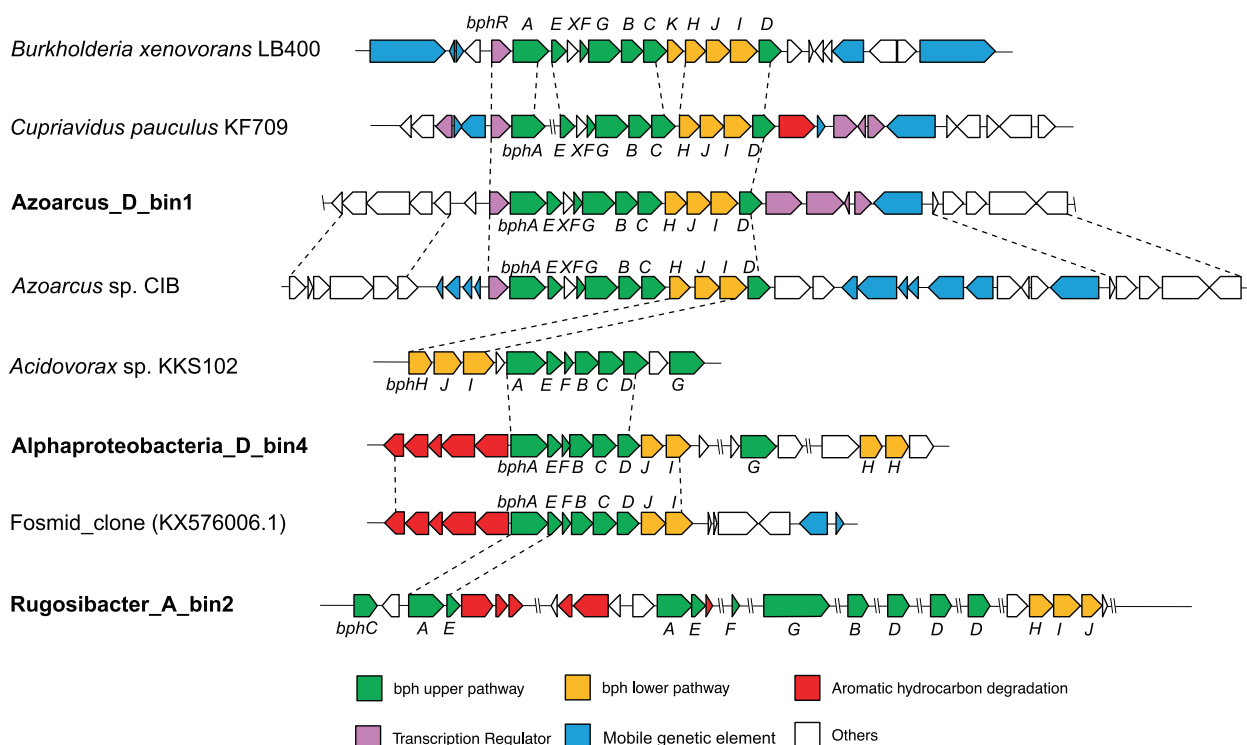 bphR A E XF G B C K H J I D
Burkholderia xenovorans LB400
Cupriavidus pauculus KF709
bphA E XFG B C H J I D
Azoarcus_D_bin1
bphA E XFG B C H J I D
bphA E XFG B C H J I D
Azoarcus sp. CIB
Acidovorax sp. KKS102
bphH J I A E F B C D G
Alphaproteobacteria_D_bin4
bphA E F B C D J I G H H
bphA E F B C D J I
Fosmid_clone (KX576006.1)
Rugosibacter_A_bin2
bphC A E A E F G B D D D H I J
bph upper pathway bph lower pathway Aromatic hydrocarbon degradation
Transcription Regulator Mobile genetic element Others